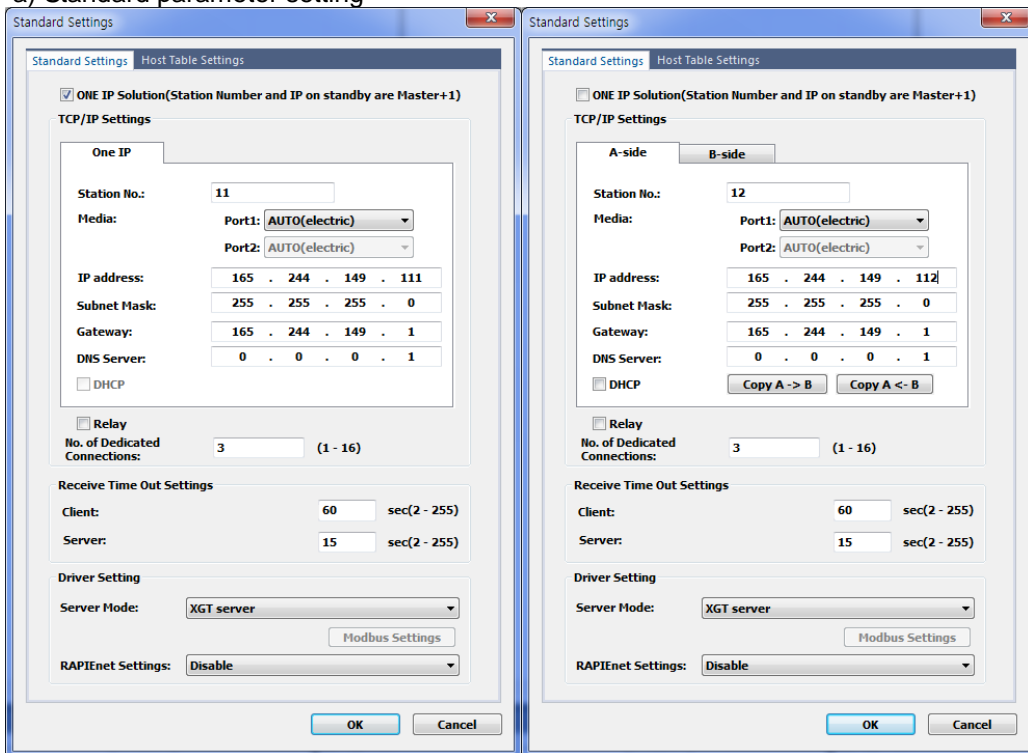 a) Standard parameter setting
Standard Settings
Standard Settings Host Table Settings
ONE IP Solution(Station Number and IP on standby are Master+1)
TCP/IP Settings
One IP
Station No.: 11
Media: Port1: AUTO(electric)
Port2: AUTO(electric)
IP address: 165 . 244 . 149 . 111
Subnet Mask: 255 . 255 . 255 . 0
Gateway: 165 . 244 . 149 . 1
DNS Server: 0 . 0 . 0 . 1
DHCP
Relay
No. of Dedicated
Connections: 3 (1 - 16)
Receive Time Out Settings
Client: 60 sec(2 - 255)
Server: 15 sec(2 - 255)
Driver Setting
Server Mode: XGT server
Modbus Settings
RAPIEnet Settings: Disable
OK Cancel
Standard Settings
Standard Settings Host Table Settings
ONE IP Solution(Station Number and IP on standby are Master+1)
TCP/IP Settings
A-side B-side
Station No.: 12
Media: Port1: AUTO(electric)
Port2: AUTO(electric)
IP address: 165 . 244 . 149 . 112
Subnet Mask: 255 . 255 . 255 . 0
Gateway: 165 . 244 . 149 . 1
DNS Server: 0 . 0 . 0 . 1
DHCP Copy A -> B Copy A <- B
Relay
No. of Dedicated
Connections: 3 (1 - 16)
Receive Time Out Settings
Client: 60 sec(2 - 255)
Server: 15 sec(2 - 255)
Driver Setting
Server Mode: XGT server
Modbus Settings
RAPIEnet Settings: Disable
OK Cancel